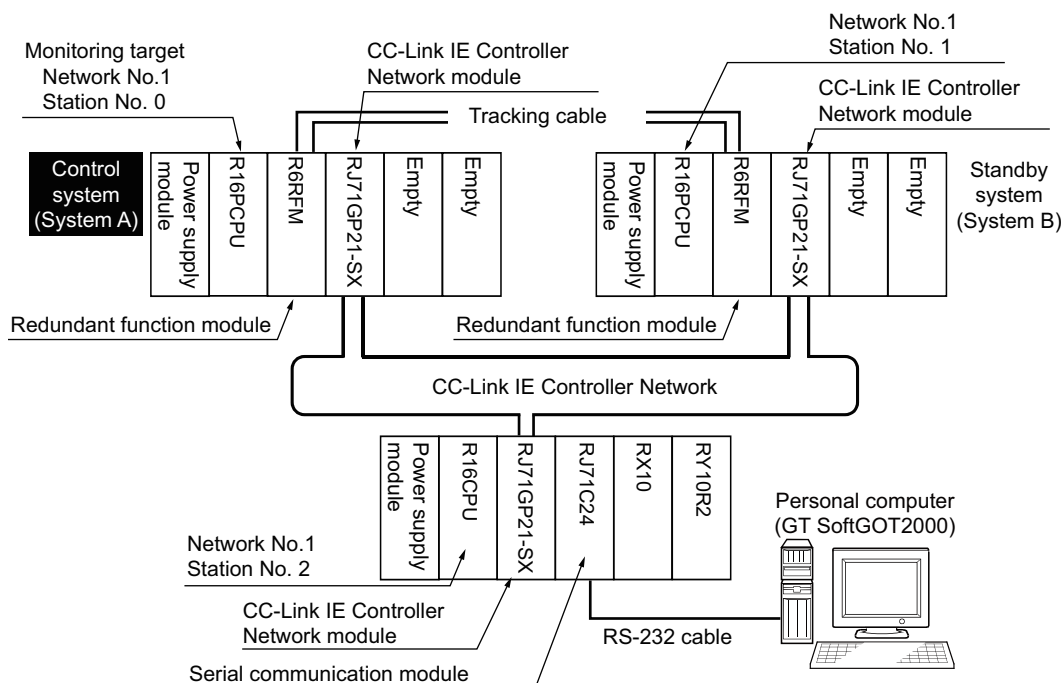 Monitoring target
Network No.1
Station No. 0
CC-Link IE Controller
Network module
Network No.1
Station No. 1
CC-Link IE Controller
Network module
Tracking cable
Control
system
(System A)
Power supply
module
R16PCPU
R6RFM
RJ71GP21-SX
Empty
Empty
Power supply
module
R16PCPU
R6RFM
RJ71GP21-SX
Empty
Empty
Standby
system
(System B)
Redundant function module
Redundant function module
CC-Link IE Controller Network
Power supply
module
R16CPU
RJ71GP21-SX
RJ71C24
RX10
RY10R2
Personal computer
(GT SoftGOT2000)
Network No.1
Station No. 2
CC-Link IE Controller
Network module
RS-232 cable
Serial communication module